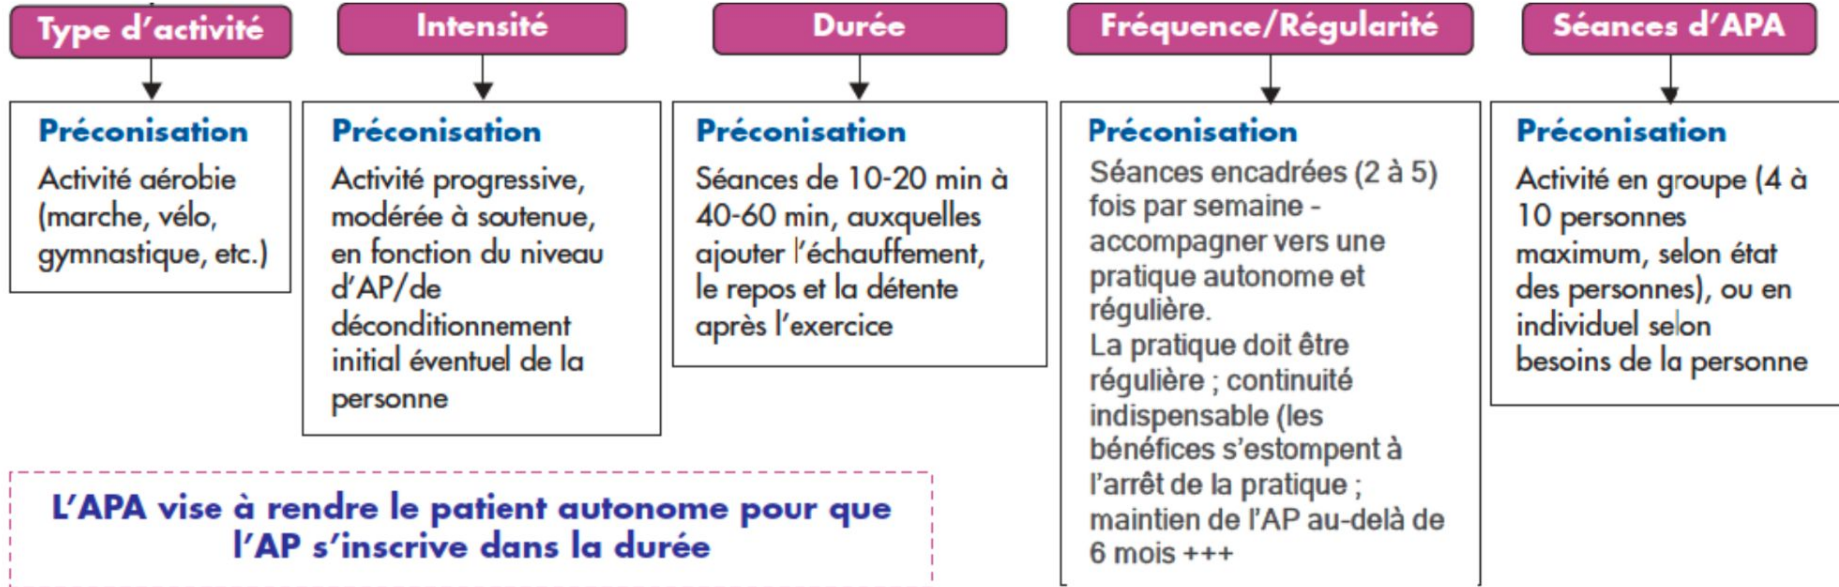 Type d'activité
Préconisation
Activité aérobie
(marche, vélo,
gymnastique, etc.)
Intensité
Préconisation
Activité progressive,
modérée à soutenue,
en fonction du niveau
d'AP/de
déconditionnement
initial éventuel de la
personne
Durée
Préconisation
Séances de 10-20 min à
40-60 min, auxquelles
ajouter l'échauffement,
le repos et la détente
après l'exercice
Fréquence/Régularité
Préconisation
Séances encadrées (2 à 5)
fois par semaine -
accompagner vers une
pratique autonome et
régulière.
La pratique doit être
régulière ; continuité
indispensable (les
bénéfices s'estompent à
l'arrêt de la pratique ;
maintien de l'AP au-delà de
6 mois +++
Séances d'APA
Préconisation
Activité en groupe (4 à
10 personnes
maximum, selon état
des personnes), ou en
individuel selon
besoins de la personne
L'APA vise à rendre le patient autonome pour que
l'AP s'inscrive dans la durée